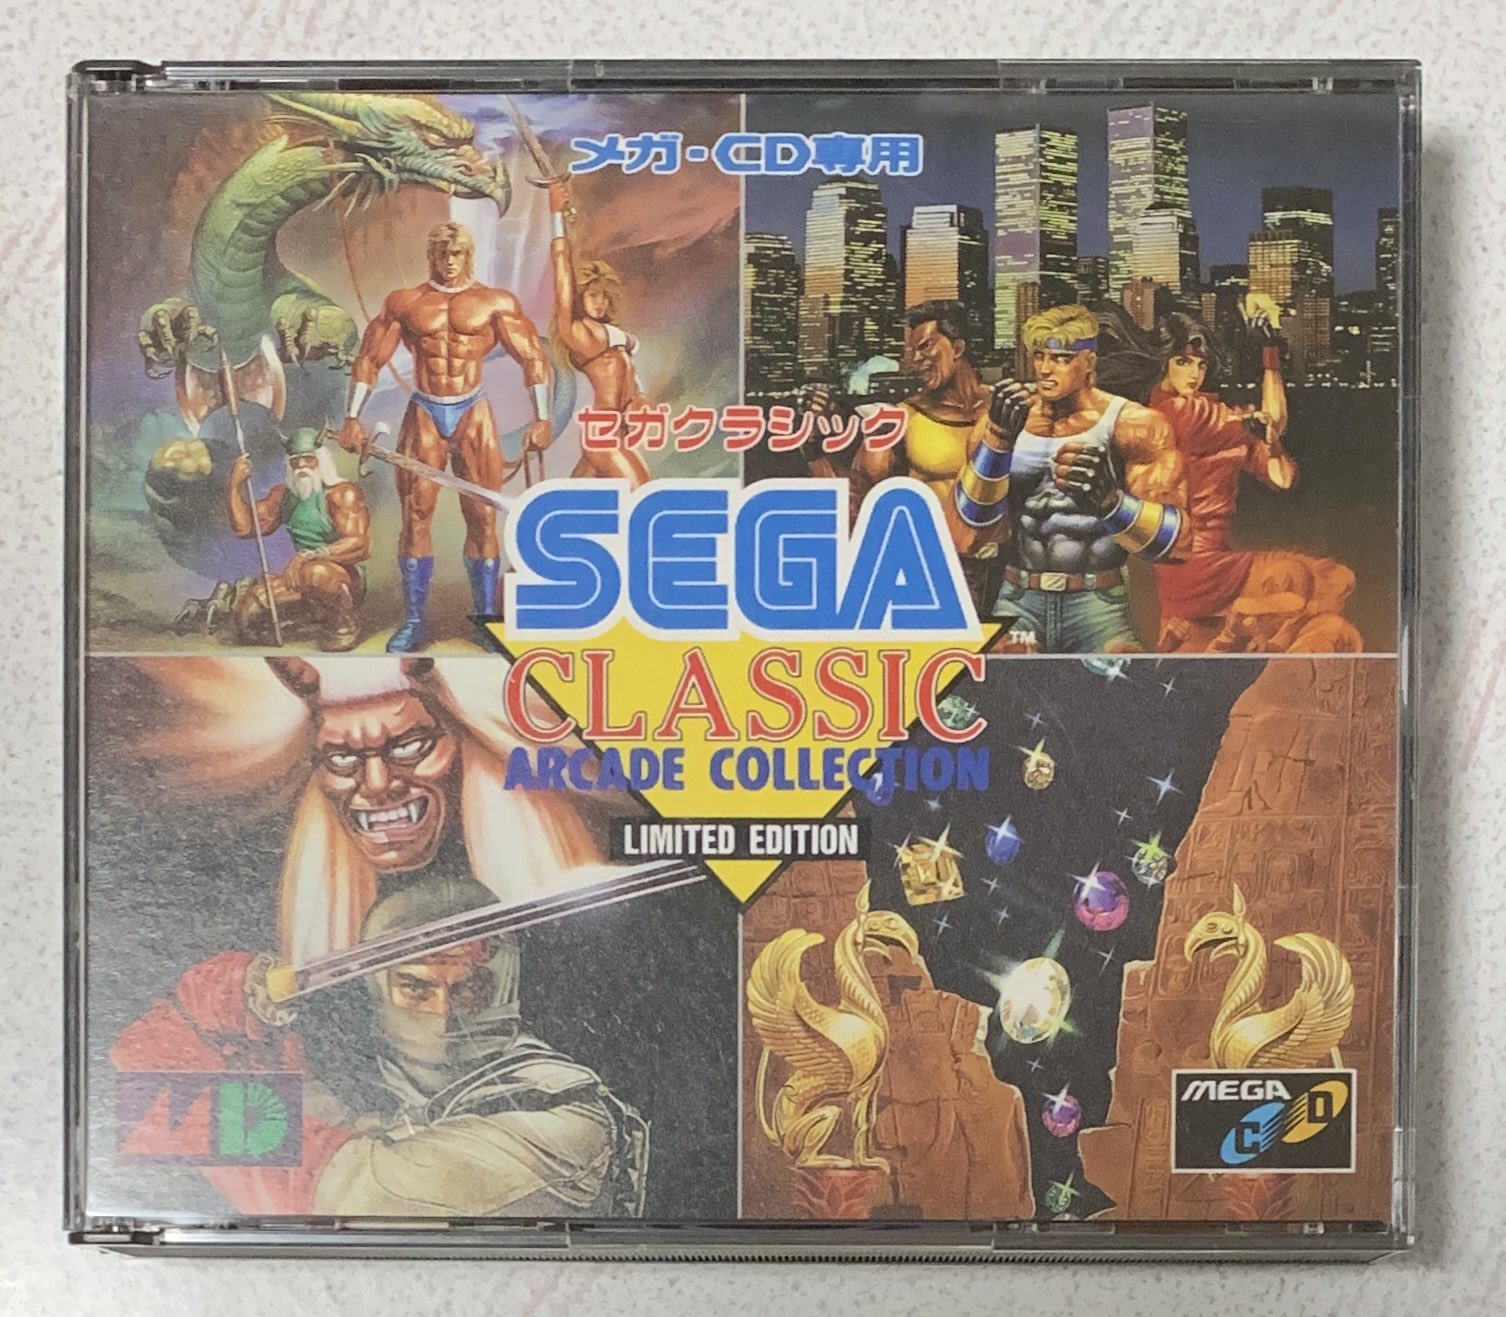 メガ・CD専用
セガクラシック
SEGA
TM
CLASSIC
ARCADE COLLECTION
LIMITED EDITION
MD
MEGA
CD